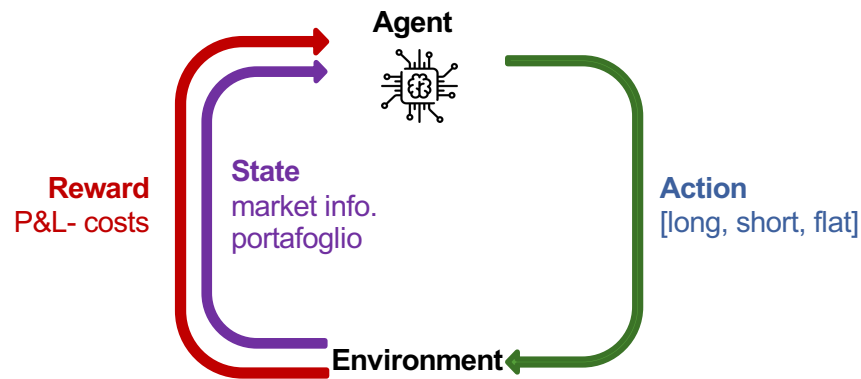 Agent
Reward
P&L- costs
State
market info.
portafoglio
Action
[long, short, flat]
Environment